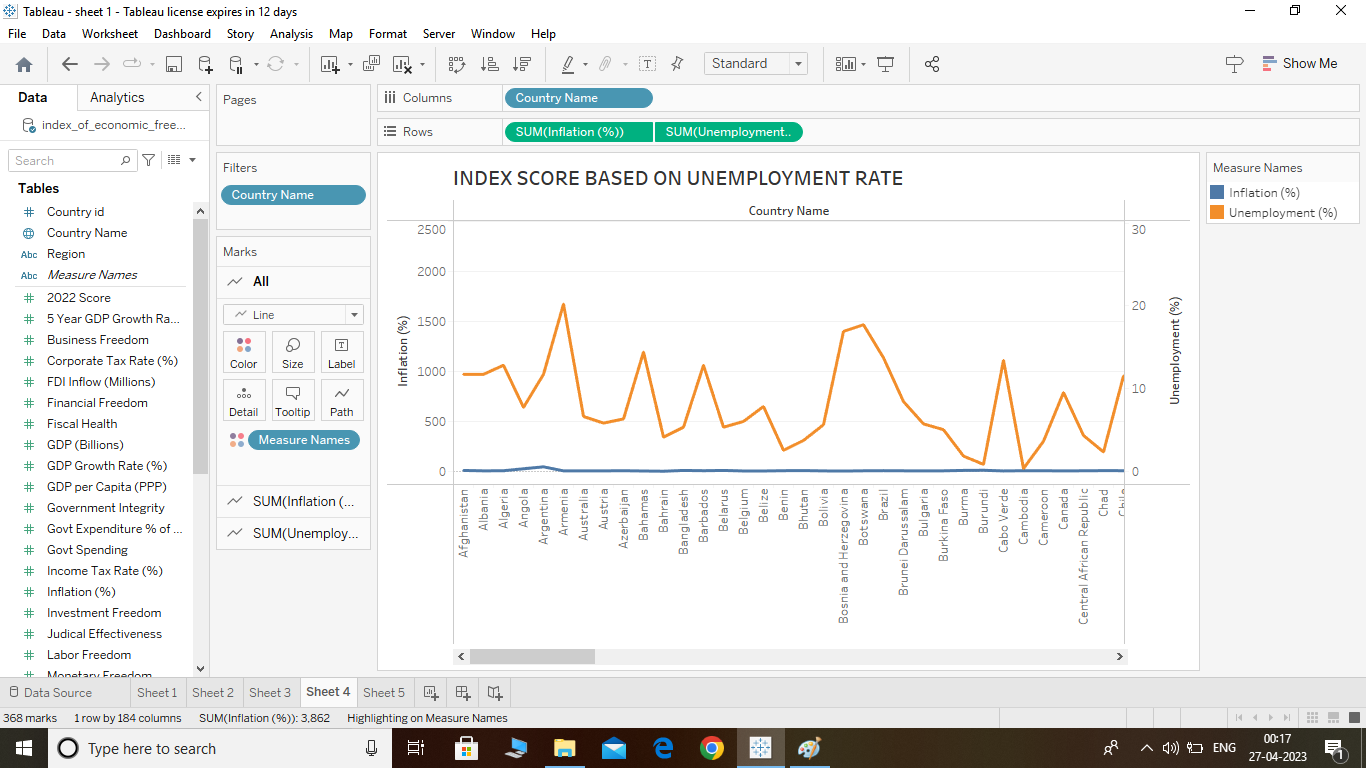 Tableau - sheet 1 - Tableau license expires in 12 days
File Data Worksheet Dashboard Story Analysis Map Format Server Window Help
Standard
Show Me
Data Analytics
index_of_economic_free...
Search
Tables
Country id
Country Name
Abc Region
Abc Measure Names
2022 Score
5 Year GDP Growth Ra...
Business Freedom
Corporate Tax Rate (%)
FDI Inflow (Millions)
Financial Freedom
Fiscal Health
GDP (Billions)
GDP Growth Rate (%)
GDP per Capita (PPP)
Government Integrity
Govt Expenditure % of ...
Govt Spending
Income Tax Rate (%)
Inflation (%)
Investment Freedom
Judical Effectiveness
Labor Freedom
Monetary Freedom
Pages
Filters
Country Name
Marks
All
Line
Color Size Label
Detail Tooltip Path
Measure Names
SUM(Inflation (...
SUM(Unemploy...
Columns Country Name
Rows SUM(Inflation (%)) SUM(Unemployment..
INDEX SCORE BASED ON UNEMPLOYMENT RATE
Country Name
Inflation (%)
2500
2000
1500
1000
500
0
30
20
10
0
Unemployment (%)
Afghanistan
Albania
Algeria
Angola
Argentina
Armenia
Australia
Austria
Azerbaijan
Bahamas
Bahrain
Bangladesh
Barbados
Belarus
Belgium
Belize
Benin
Bhutan
Bolivia
Bosnia and Herzegovina
Botswana
Brazil
Brunei Darussalam
Bulgaria
Burkina Faso
Burma
Burundi
Cabo Verde
Cambodia
Cameroon
Canada
Central African Republic
Chad
Chile
Measure Names
Inflation (%)
Unemployment (%)
Data Source Sheet 1 Sheet 2 Sheet 3 Sheet 4 Sheet 5
368 marks 1 row by 184 columns SUM(Inflation (%)): 3,862 Highlighting on Measure Names
Type here to search
ENG
00:17
27-04-2023
1